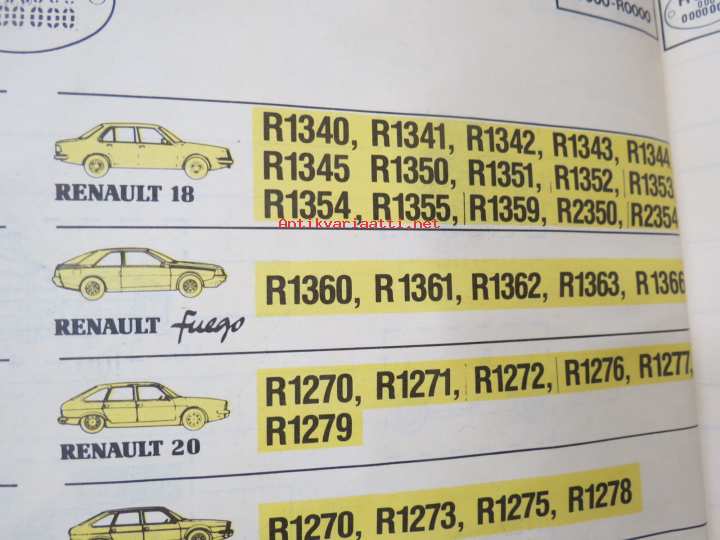 00000
-R0000
R1340, R1341, R1342, R1343, R1344
R1345 R1350, R1351, R1352, R1353
R1354, R1355, R1359, R2350, R2354
RENAULT 18
Antikvariaatti.net
R1360, R1361, R1362, R1363, R1366
RENAULT fuego
R1270, R1271, R1272, R1276, R1277,
R1279
RENAULT 20
R1270, R1273, R1275, R1278